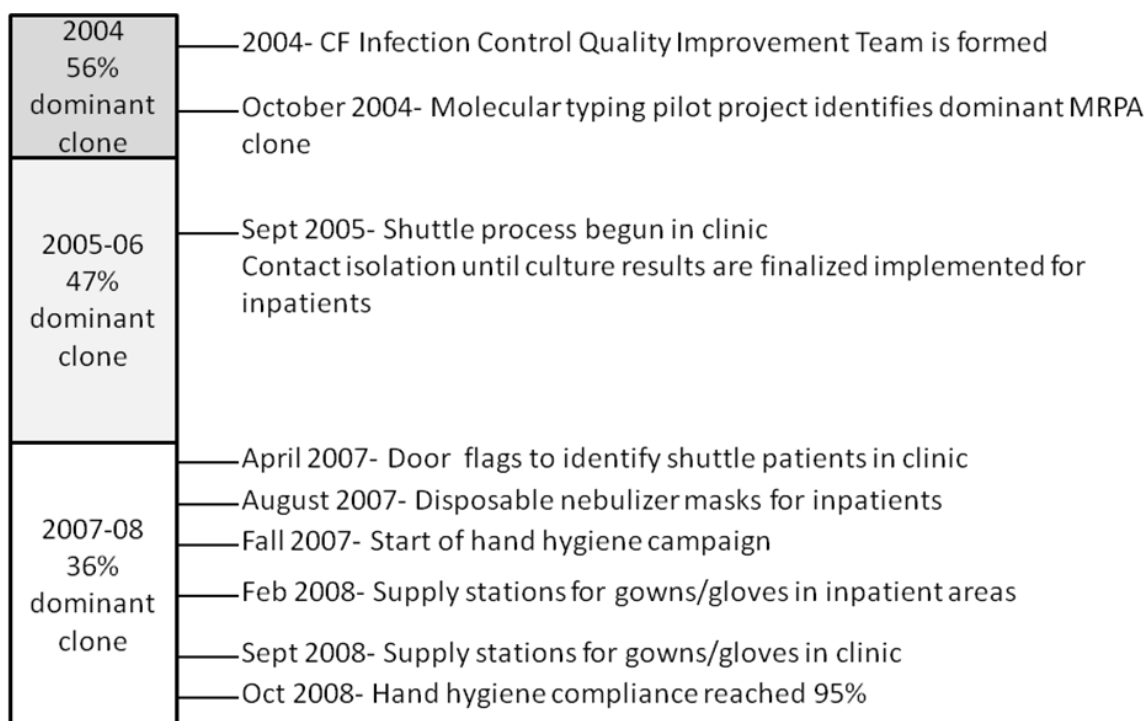 2004
56%
dominant
clone
2004- CF Infection Control Quality Improvement Team is formed
October 2004- Molecular typing pilot project identifies dominant MRPA
clone
2005-06
47%
dominant
clone
Sept 2005- Shuttle process begun in clinic
Contact isolation until culture results are finalized implemented for
inpatients
2007-08
36%
dominant
clone
April 2007- Door flags to identify shuttle patients in clinic
August 2007- Disposable nebulizer masks for inpatients
Fall 2007- Start of hand hygiene campaign
Feb 2008- Supply stations for gowns/gloves in inpatient areas
Sept 2008- Supply stations for gowns/gloves in clinic
Oct 2008- Hand hygiene compliance reached 95%